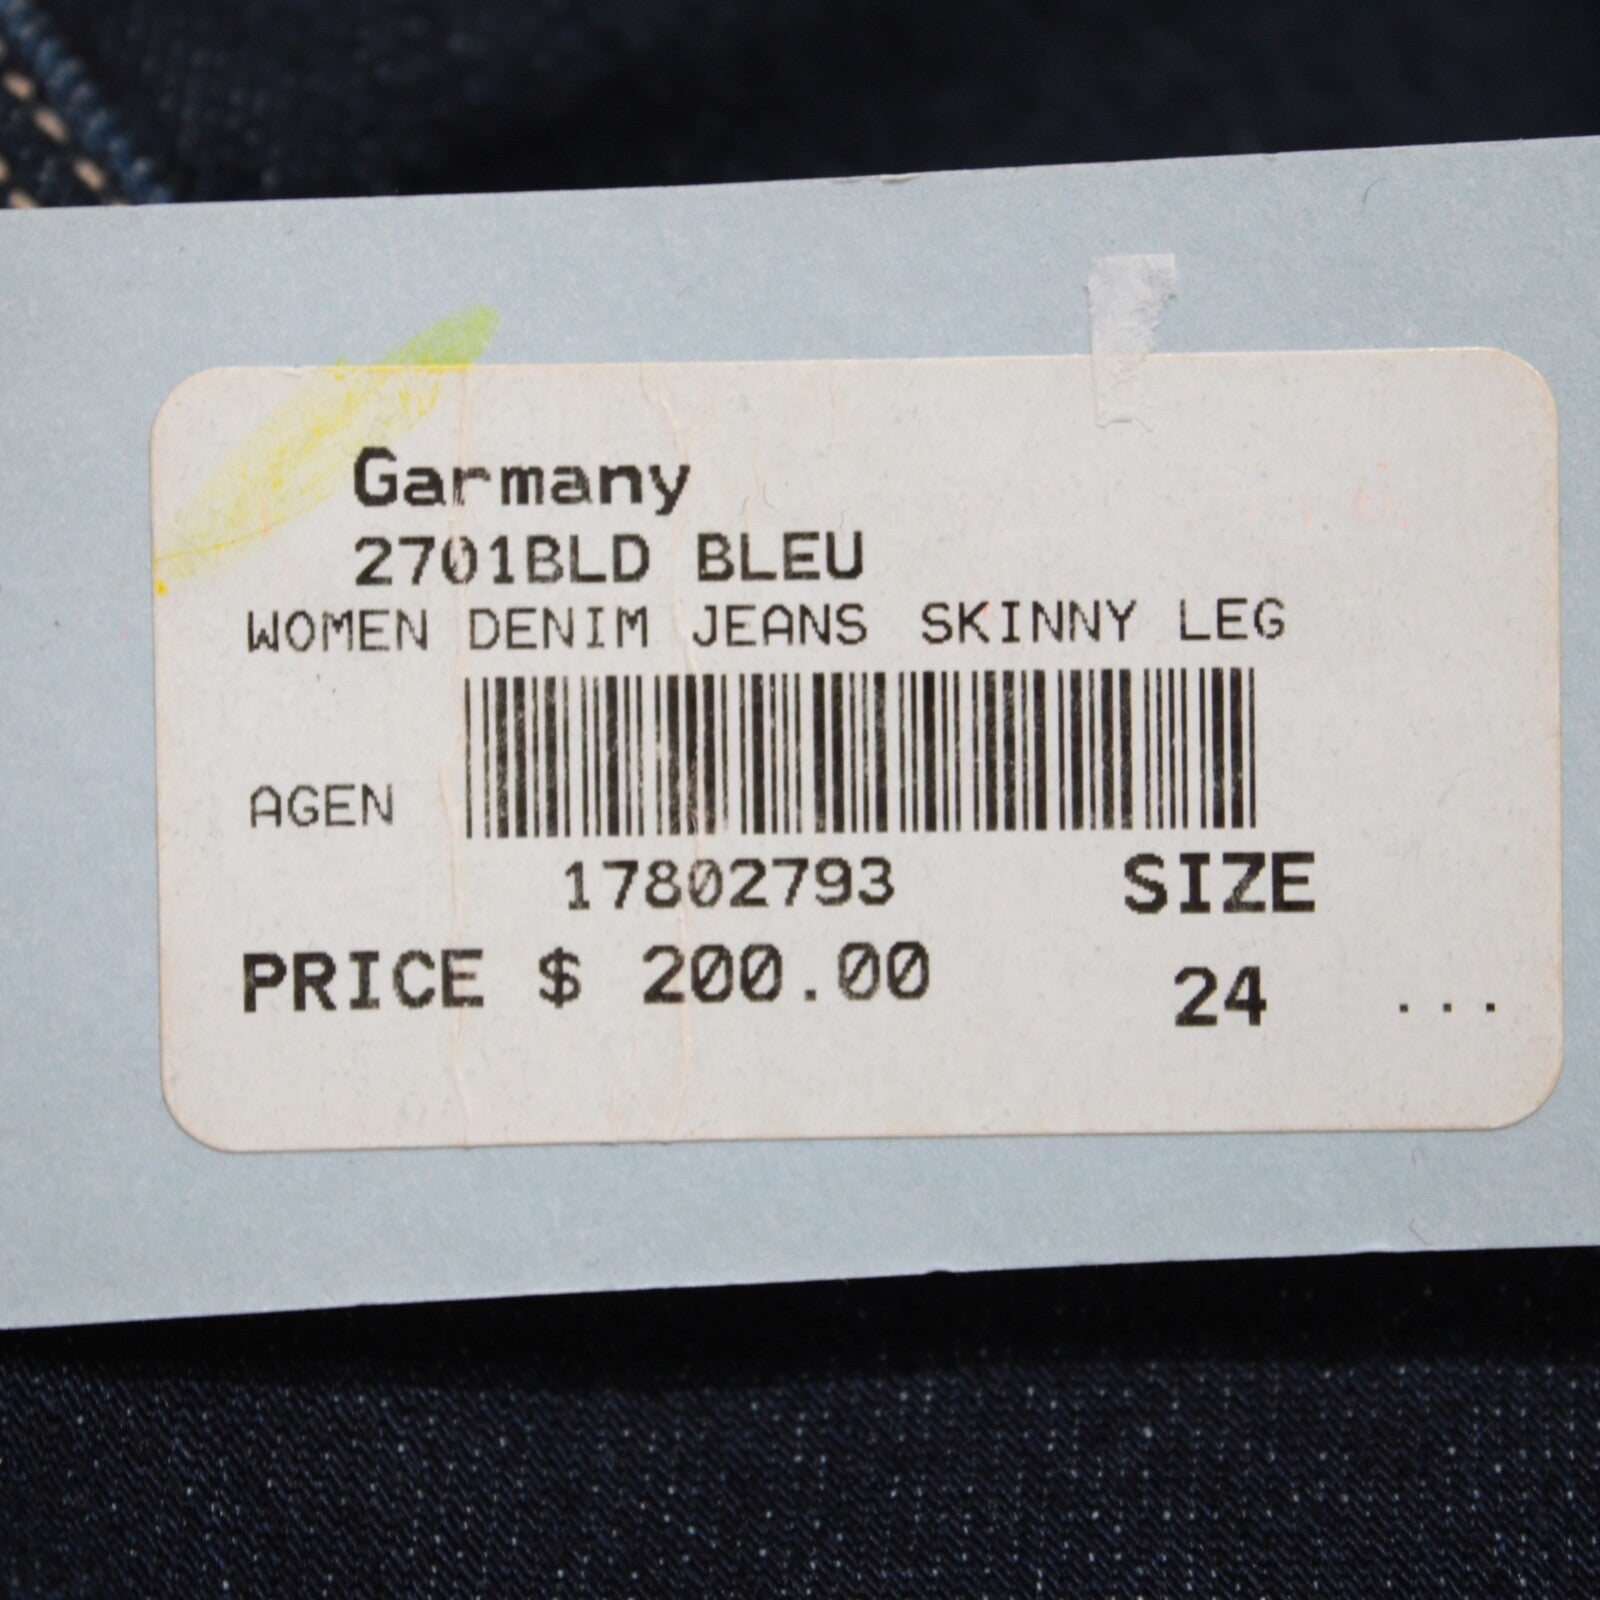 Garmany
2701BLD BLEU
WOMEN DENIM JEANS SKINNY LEG
AGEN
17802793 SIZE
PRICE $ 200.00 24 ...